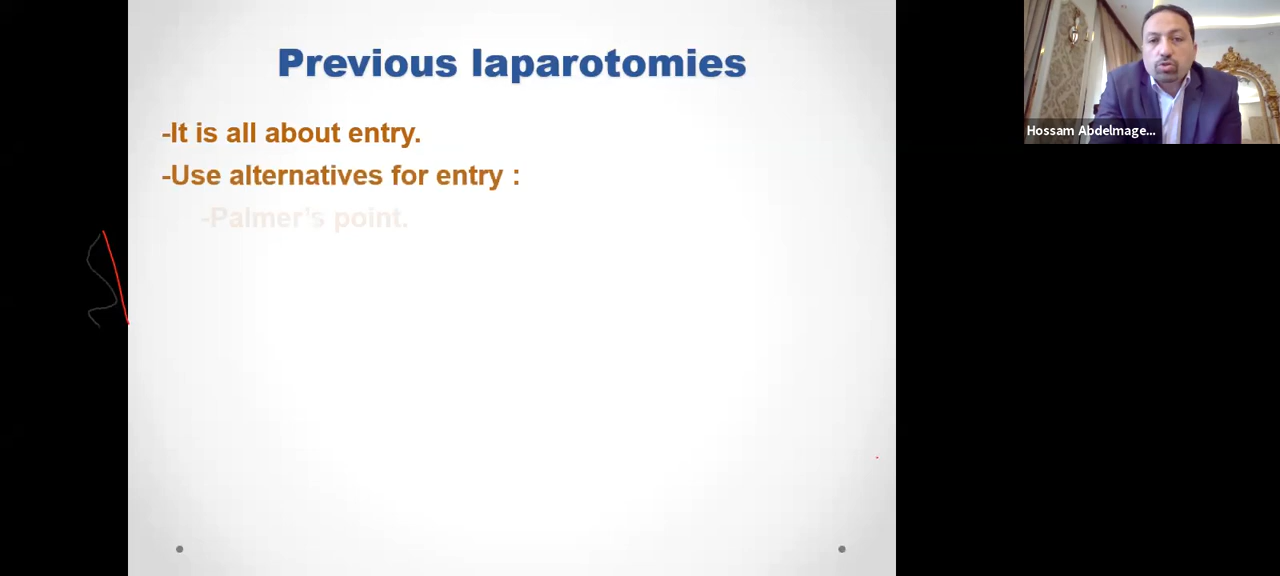 Previous laparotomies
-It is all about entry.
-Use alternatives for entry :
-Palmer's point.
Hossam Abdelmage...